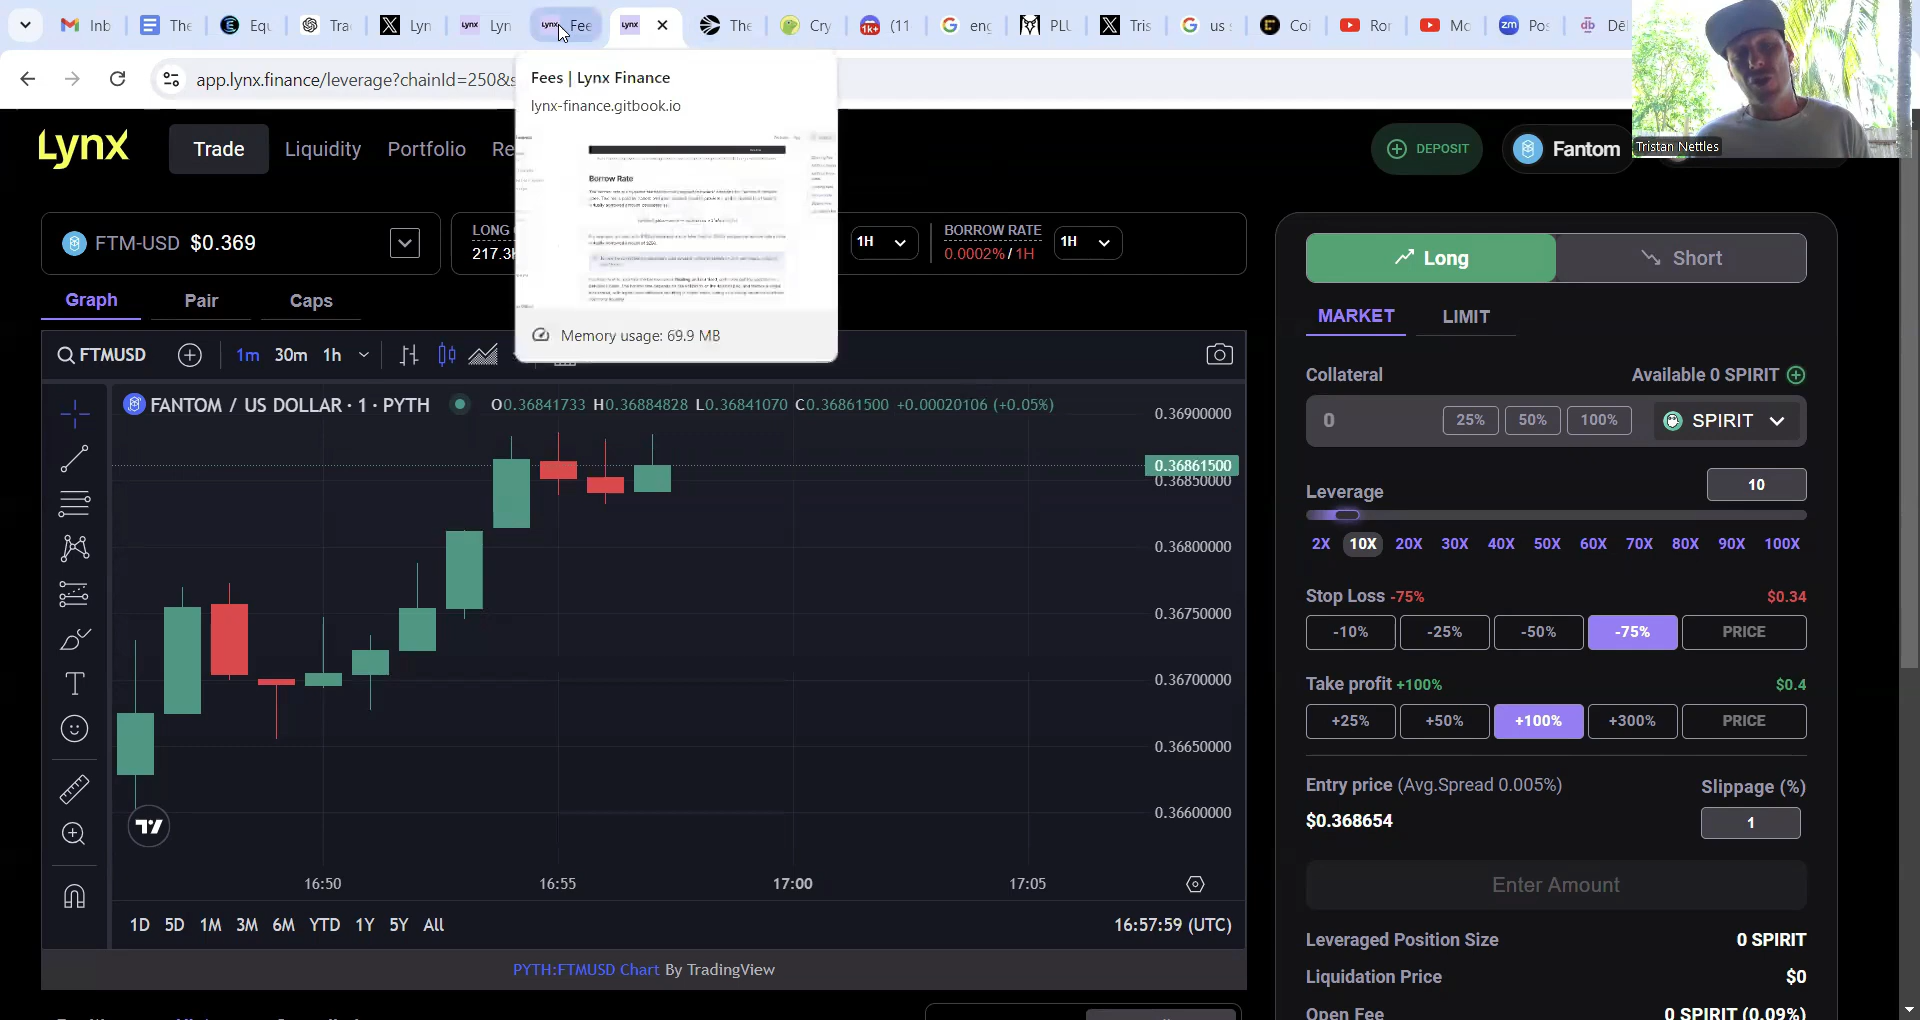 Inb
The
Equ
Tra
Lyn
Lynx
Lyn
Lynx
Fee
Lynx
The
Cry
(11
eng
PLU
Tris
us
Coi
Ror
Mc
zm
Pos
db
Dēl
app.lynx.finance/leverage?chainId=250&s
Fees | Lynx Finance
lynx-finance.gitbook.io
Borrow Rate
Memory usage: 69.9 MB
Tristan Nettles
Lynx
Trade
Liquidity
Portfolio
Re
DEPOSIT
Fantom
FTM-USD $0.369
LONG
217.3
1H
BORROW RATE
0.0002% / 1H
1H
Graph
Pair
Caps
FTMUSD
1m 30m 1h
FANTOM / US DOLLAR · 1 · PYTH
O0.36841733 H0.36884828 L0.36841070 C0.36861500 +0.00020106 (+0.05%)
0.36900000
0.36861500
0.36850000
0.36800000
0.36750000
0.36700000
0.36650000
0.36600000
16:50
16:55
17:00
17:05
1D 5D 1M 3M 6M YTD 1Y 5Y All
16:57:59 (UTC)
PYTH:FTMUSD Chart By TradingView
Long
Short
MARKET
LIMIT
Collateral
Available 0 SPIRIT
0
25%
50%
100%
SPIRIT
Leverage
10
2X 10X 20X 30X 40X 50X 60X 70X 80X 90X 100X
Stop Loss -75%
$0.34
-10%
-25%
-50%
-75%
PRICE
Take profit +100%
$0.4
+25%
+50%
+100%
+300%
PRICE
Entry price (Avg.Spread 0.005%)
Slippage (%)
$0.368654
1
Enter Amount
Leveraged Position Size
0 SPIRIT
Liquidation Price
$0
Open Fee
0 SPIRIT (0.09%)